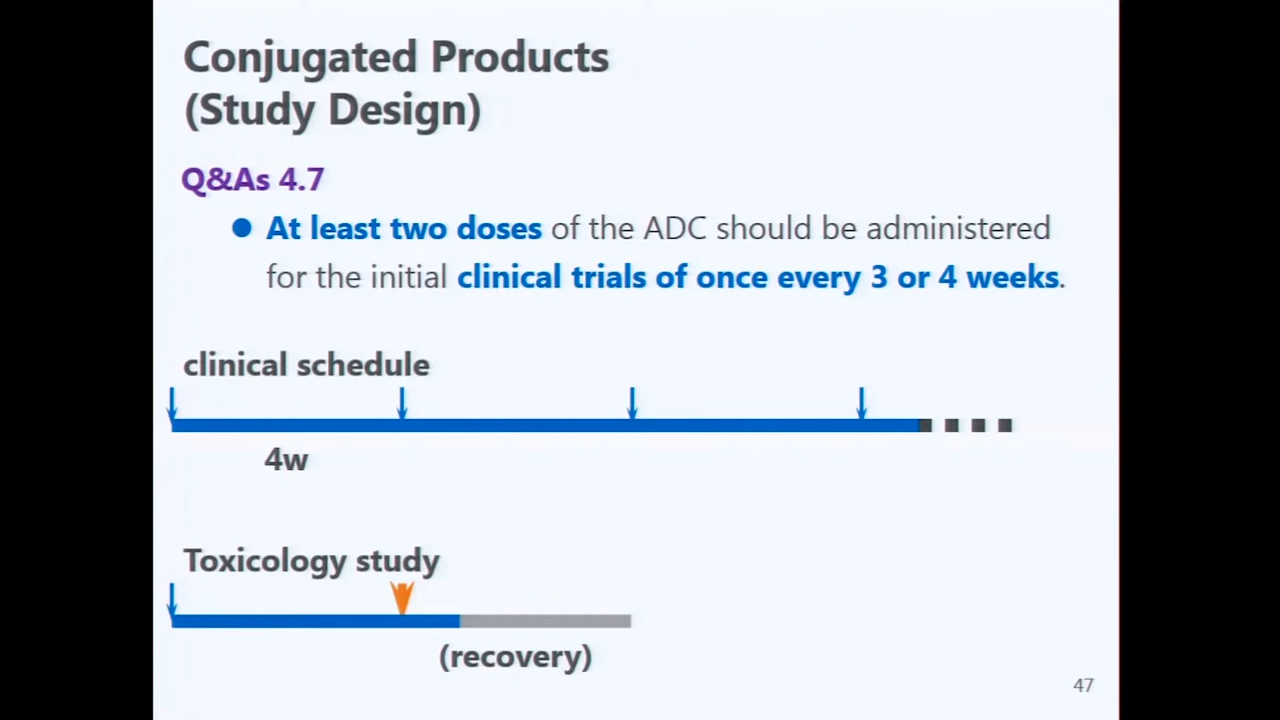 Conjugated Products
(Study Design)
Q&As 4.7
At least two doses of the ADC should be administered
for the initial clinical trials of once every 3 or 4 weeks.
clinical schedule
4w
Toxicology study
(recovery)
47